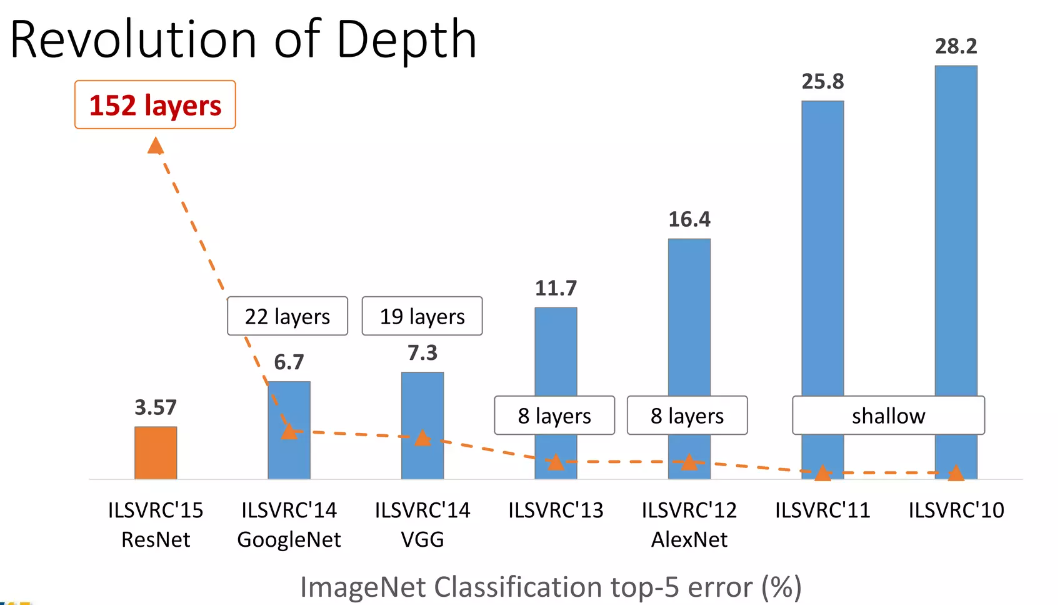 Revolution of Depth
152 layers
28.2
25.8
16.4
11.7
22 layers
19 layers
6.7
7.3
3.57
8 layers
8 layers
shallow
ILSVRC'15
ResNet
ILSVRC'14
GoogleNet
ILSVRC'14
VGG
ILSVRC'13
ILSVRC'12
AlexNet
ILSVRC'11
ILSVRC'10
ImageNet Classification top-5 error (%)